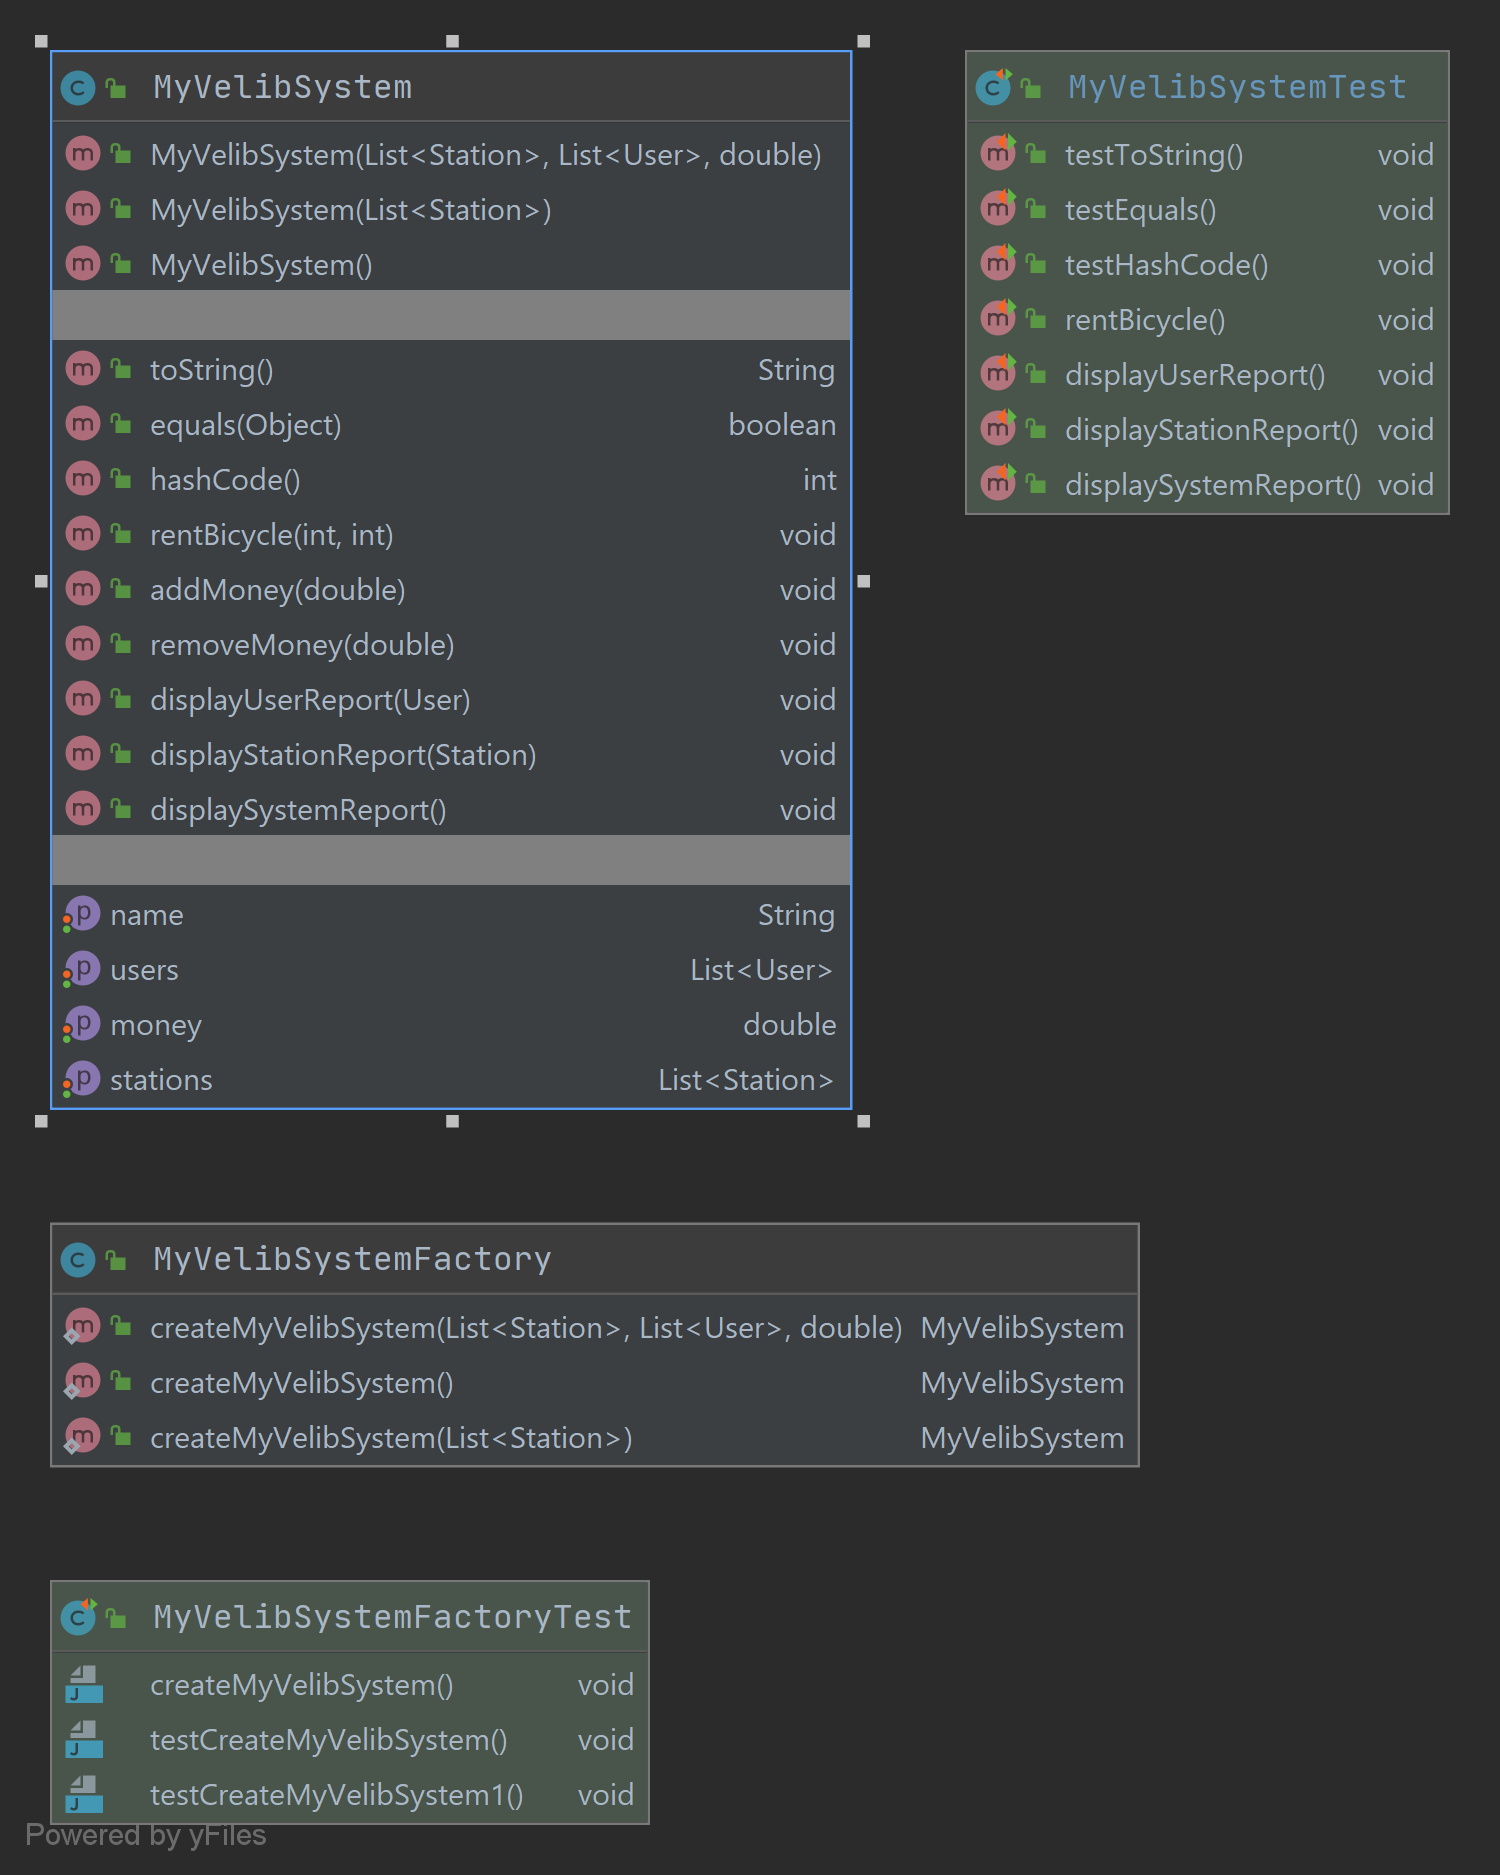 MyVelibSystem
MyVelibSystem(List<Station>, List<User>, double)
MyVelibSystem(List<Station>)
MyVelibSystem()
toString() String
equals(Object) boolean
hashCode() int
rentBicycle(int, int) void
addMoney(double) void
removeMoney(double) void
displayUserReport(User) void
displayStationReport(Station) void
displaySystemReport() void
name String
users List<User>
money double
stations List<Station>
MyVelibSystemTest
testToString() void
testEquals() void
testHashCode() void
rentBicycle() void
displayUserReport() void
displayStationReport() void
displaySystemReport() void
MyVelibSystemFactory
createMyVelibSystem(List<Station>, List<User>, double) MyVelibSystem
createMyVelibSystem() MyVelibSystem
createMyVelibSystem(List<Station>) MyVelibSystem
MyVelibSystemFactoryTest
createMyVelibSystem() void
testCreateMyVelibSystem() void
testCreateMyVelibSystem1() void
Powered by yFiles